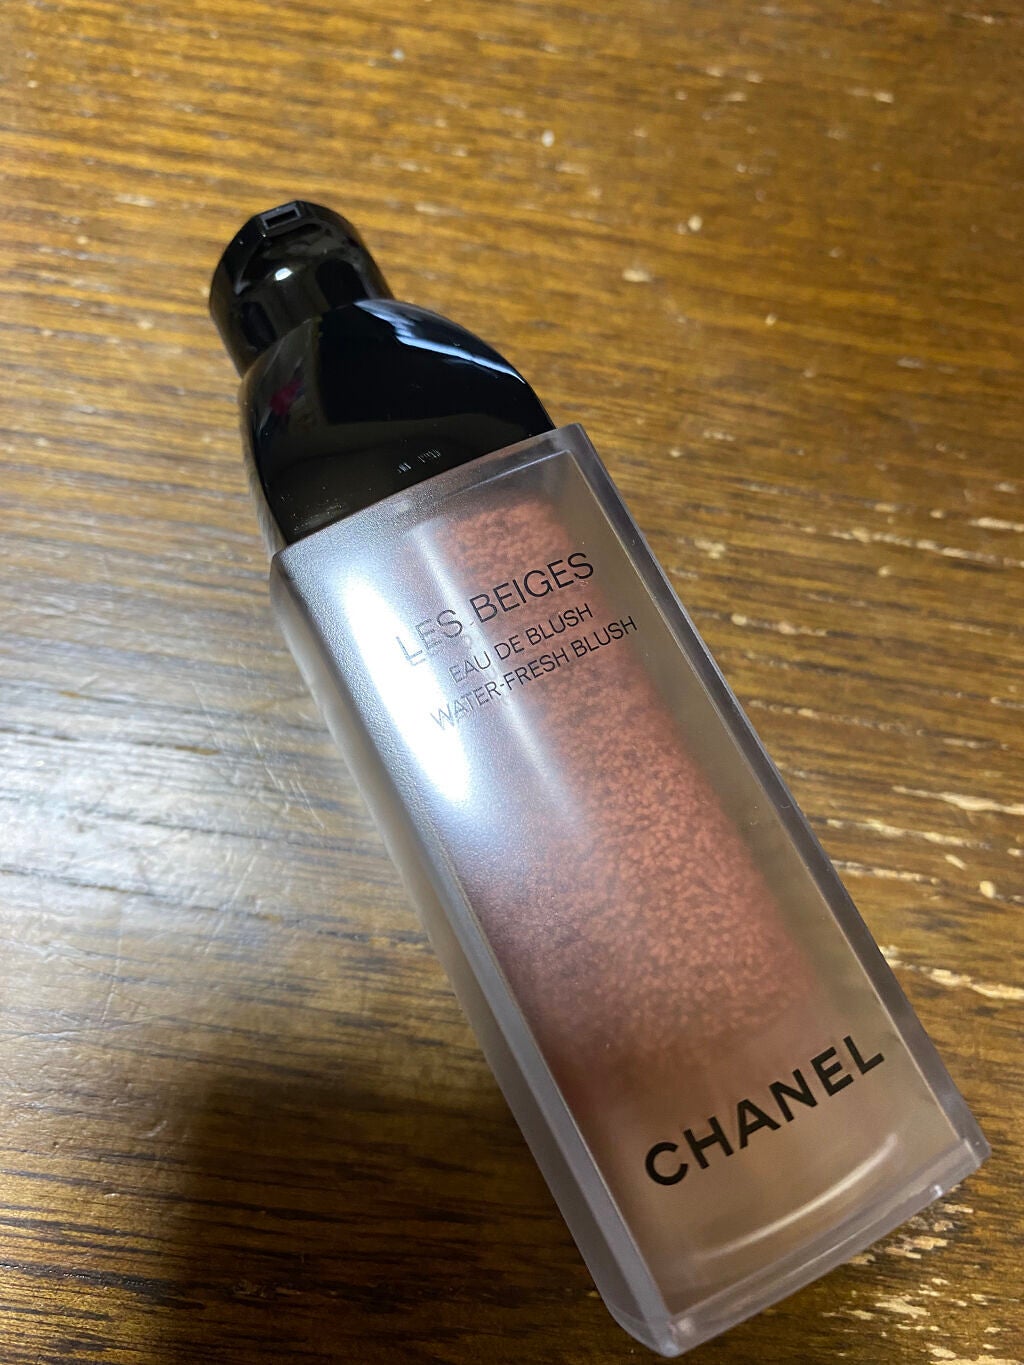 LES BEIGES
EAU DE BLUSH
WATER-FRESH BLUSH
CHANEL